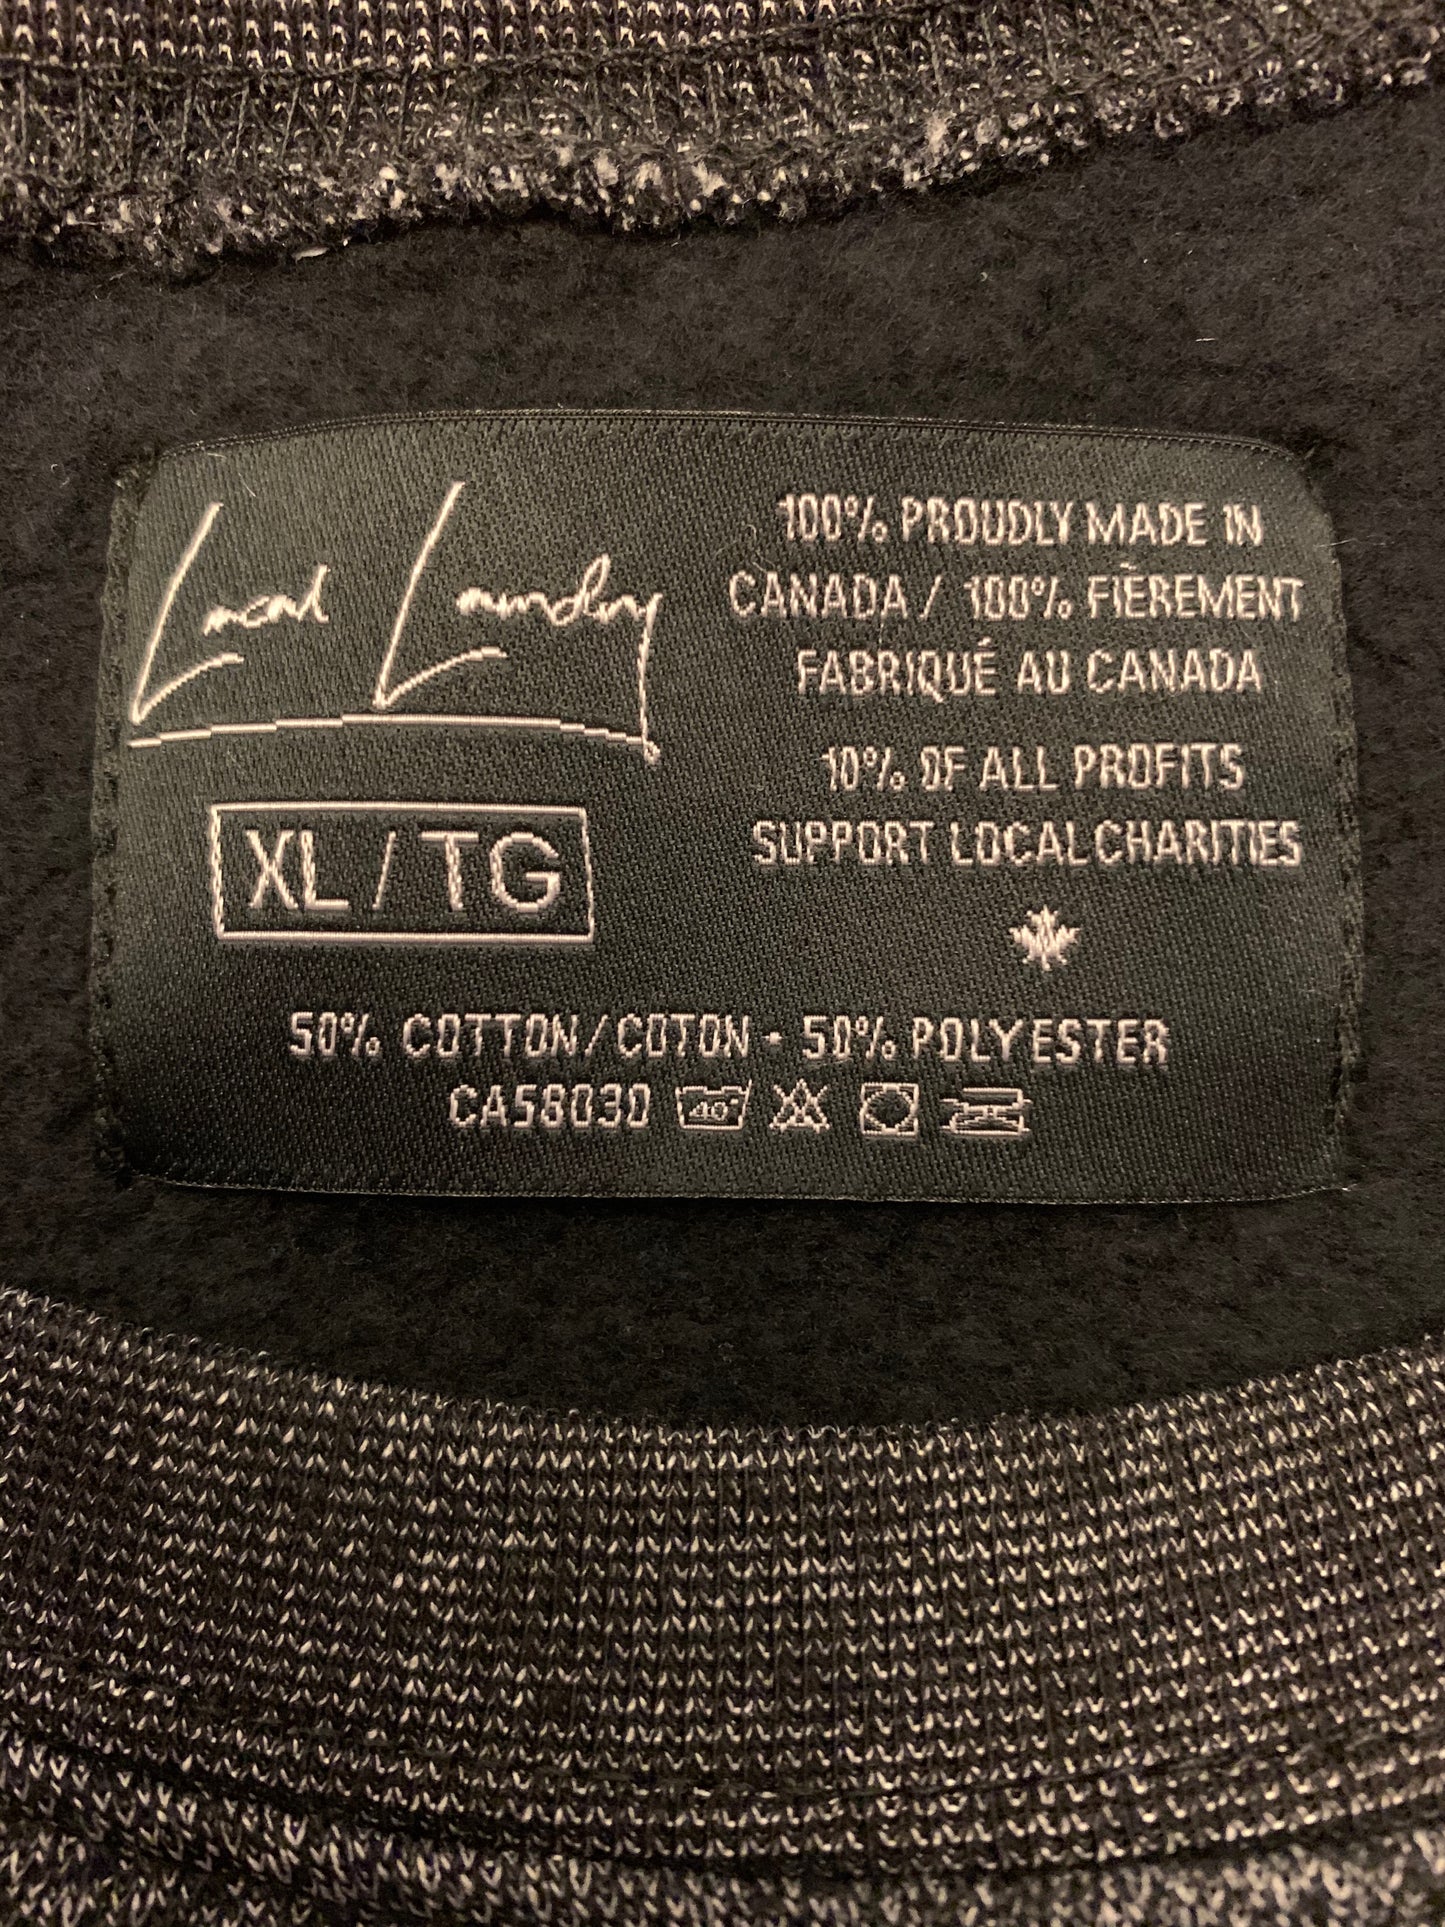 Local Laundry
XL / TG
100% PROUDLY MADE IN
CANADA / 100% FIÈREMENT
FABRIQUÉ AU CANADA
10% OF ALL PROFITS
SUPPORT LOCAL CHARITIES
50% COTTON/COTON - 50% POLYESTER
CA58030 40°